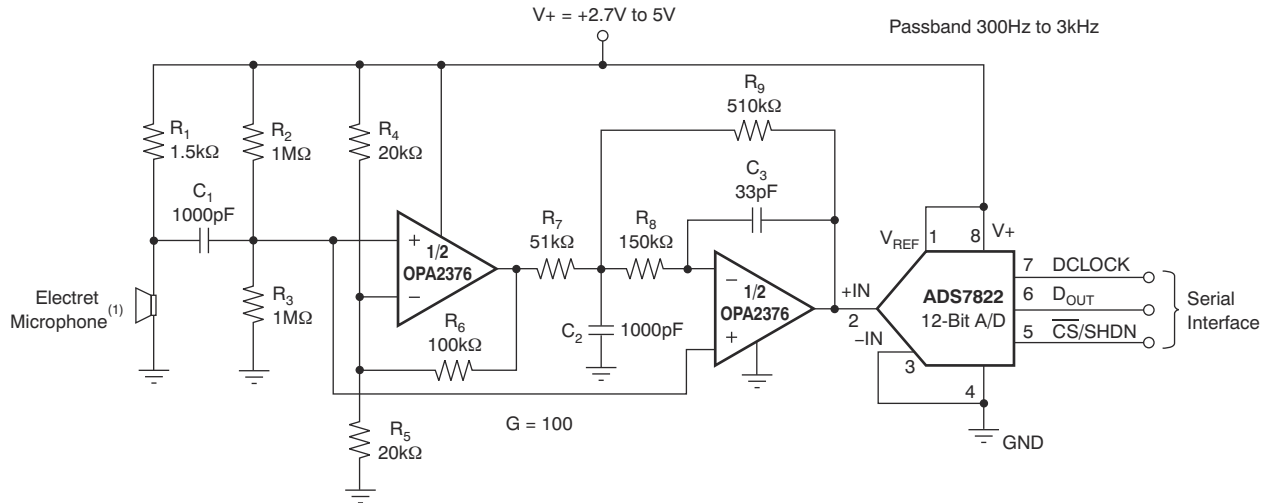 V+ = +2.7V to 5V
Passband 300Hz to 3kHz
R1
1.5kΩ
R2
1MΩ
R4
20kΩ
R9
510kΩ
C1
1000pF
C3
33pF
R7
51kΩ
R8
150kΩ
VREF
1
8
V+
+
1/2
OPA2376
−
−
1/2
OPA2376
+
+IN
2
−IN
3
ADS7822
12-Bit A/D
7
DCLOCK
6
DOUT
5
CS/SHDN
4
Serial
Interface
Electret
Microphone(1)
R3
1MΩ
R6
100kΩ
C2
1000pF
R5
20kΩ
G = 100
GND